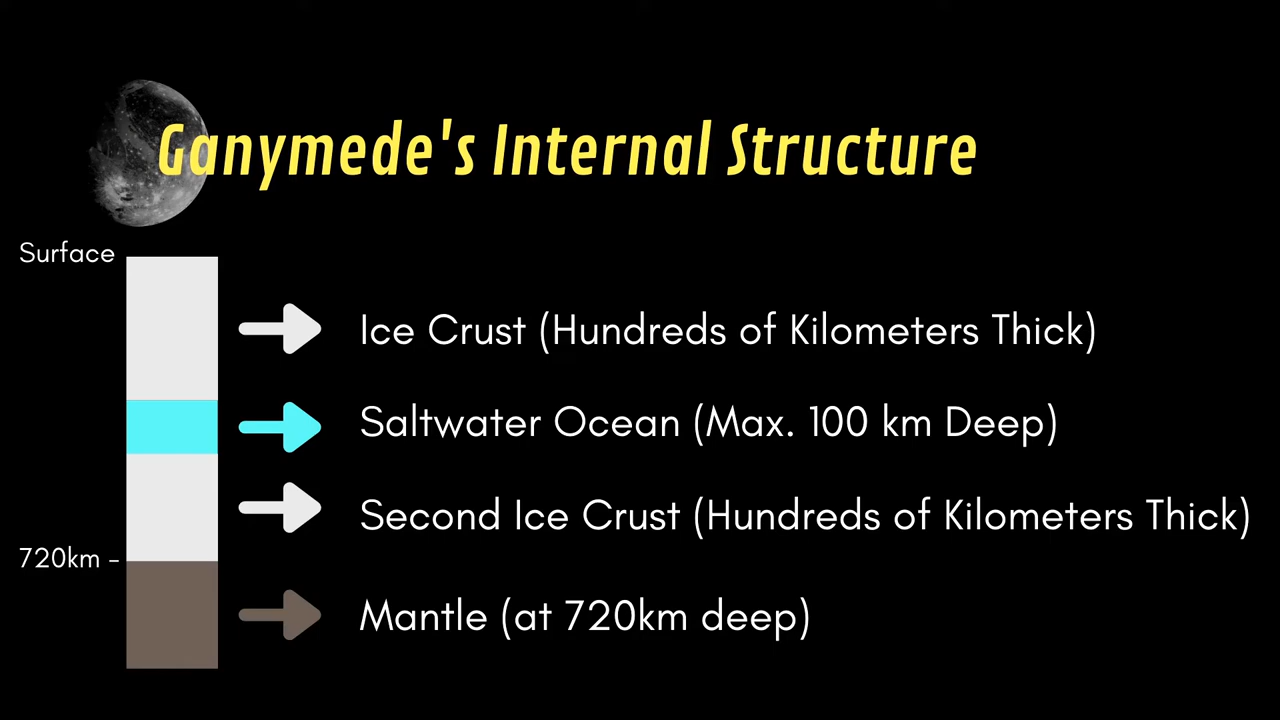 Ganymede's Internal Structure
Surface
Ice Crust (Hundreds of Kilometers Thick)
Saltwater Ocean (Max. 100 km Deep)
Second Ice Crust (Hundreds of Kilometers Thick)
720km -
Mantle (at 720km deep)